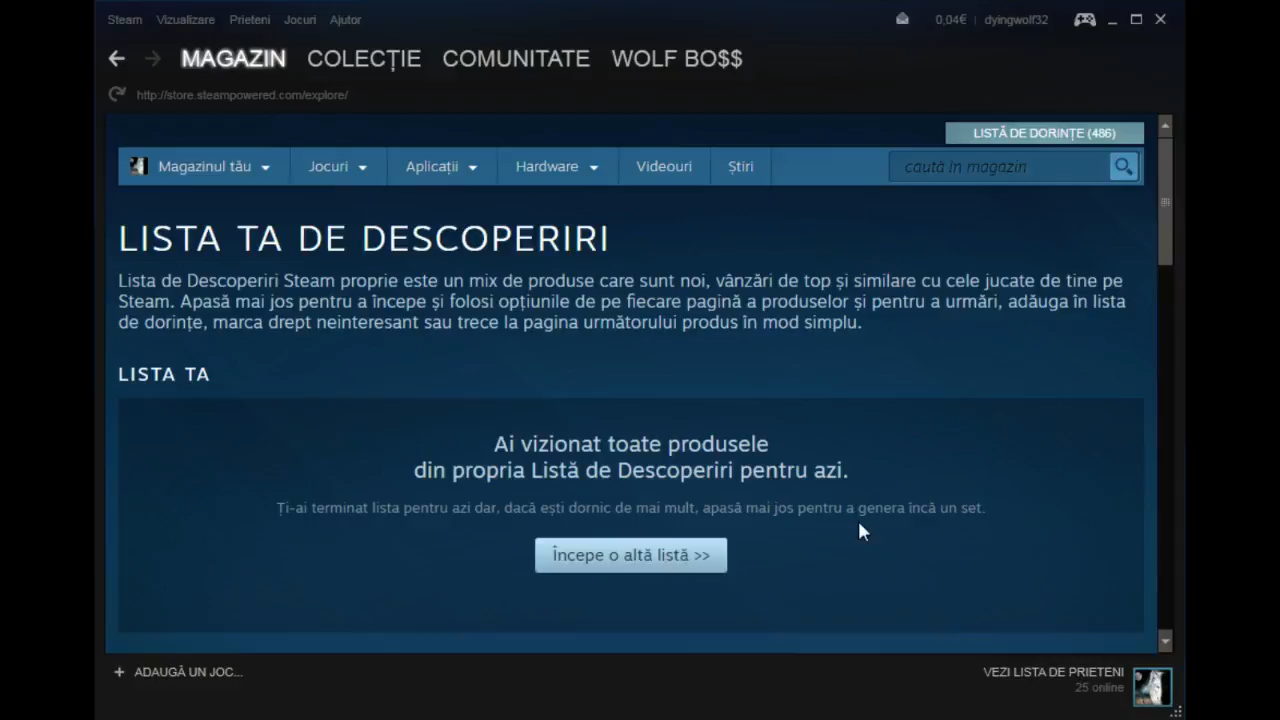 Steam Vizualizare Prieteni Jocuri Ajutor
0,04€ dyingwolf32
MAGAZIN COLECȚIE COMUNITATE WOLF BO$$
http://store.steampowered.com/explore/
LISTĂ DE DORINȚE (486)
Magazinul tău Jocuri Aplicații Hardware Videouri Știri caută în magazin
LISTA TA DE DESCOPERIRI
Lista de Descoperiri Steam proprie este un mix de produse care sunt noi, vânzări de top și similare cu cele jucate de tine pe
Steam. Apasă mai jos pentru a începe și folosi opțiunile de pe fiecare pagină a produselor și pentru a urmări, adăuga în lista
de dorințe, marca drept neinteresant sau trece la pagina următorului produs în mod simplu.
LISTA TA
Ai vizionat toate produsele
din propria Listă de Descoperiri pentru azi.
Ți-ai terminat lista pentru azi dar, dacă ești dornic de mai mult, apasă mai jos pentru a genera încă un set.
Începe o altă listă >>
+ ADAUGĂ UN JOC...
VEZI LISTA DE PRIETENI
25 online